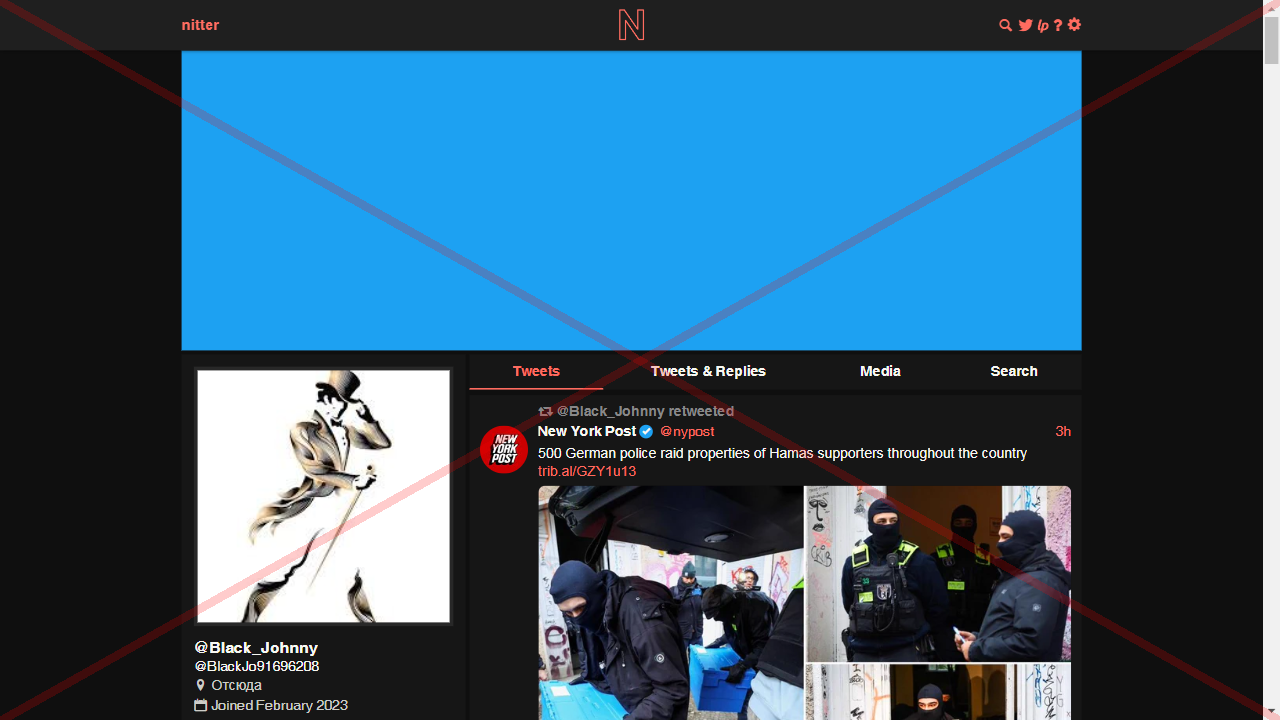 nitter
N
lp ?
Tweets
Tweets & Replies
Media
Search
@Black_Johnny retweeted
New York Post @nypost 3h
NEW
YORK
POST
500 German police raid properties of Hamas supporters throughout the country
trib.al/GZY1u13
@Black_Johnny
@BlackJo91696208
Отсюда
Joined February 2023